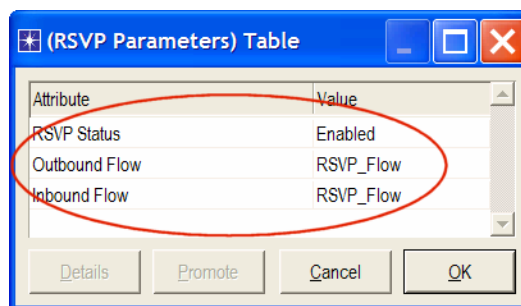 (RSVP Parameters) Table
Attribute Value
RSVP Status Enabled
Outbound Flow RSVP_Flow
Inbound Flow RSVP_Flow
Details Promote Cancel OK